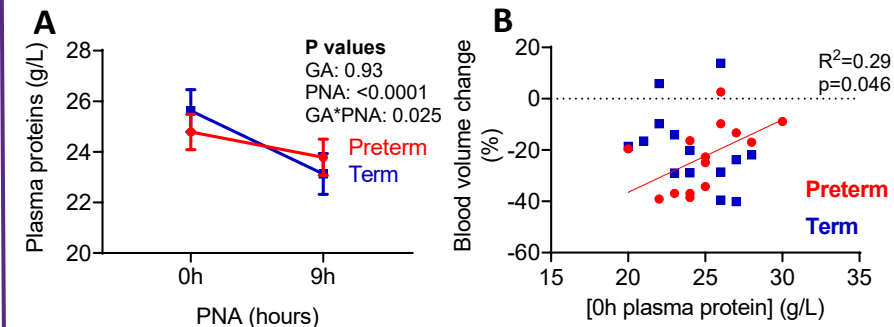 A
Plasma proteins (g/L)
28
26
24
22
20
0h
9h
PNA (hours)
P values
GA: 0.93
PNA: <0.0001
GA*PNA: 0.025
Preterm
Term
B
Blood volume change
(%)
20
0
-20
-40
-60
15
20
25
30
35
[0h plasma protein] (g/L)
R²=0.29
p=0.046
Preterm
Term